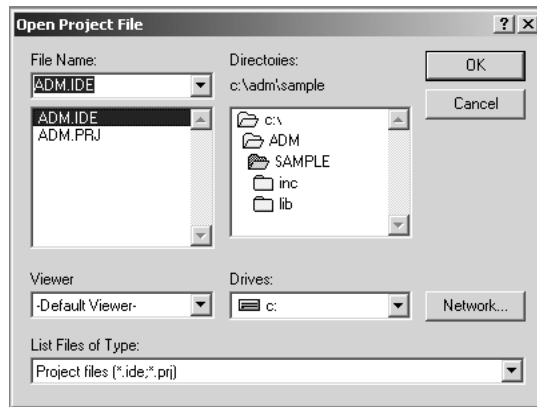 Open Project File
File Name:
ADM.IDE
ADM.IDE
ADM.PRJ
Directories:
c:\adm\sample
c:\
ADM
SAMPLE
inc
lib
OK
Cancel
Viewer
-Default Viewer-
Drives:
c:
Network...
List Files of Type:
Project files (*.ide;*.prj)